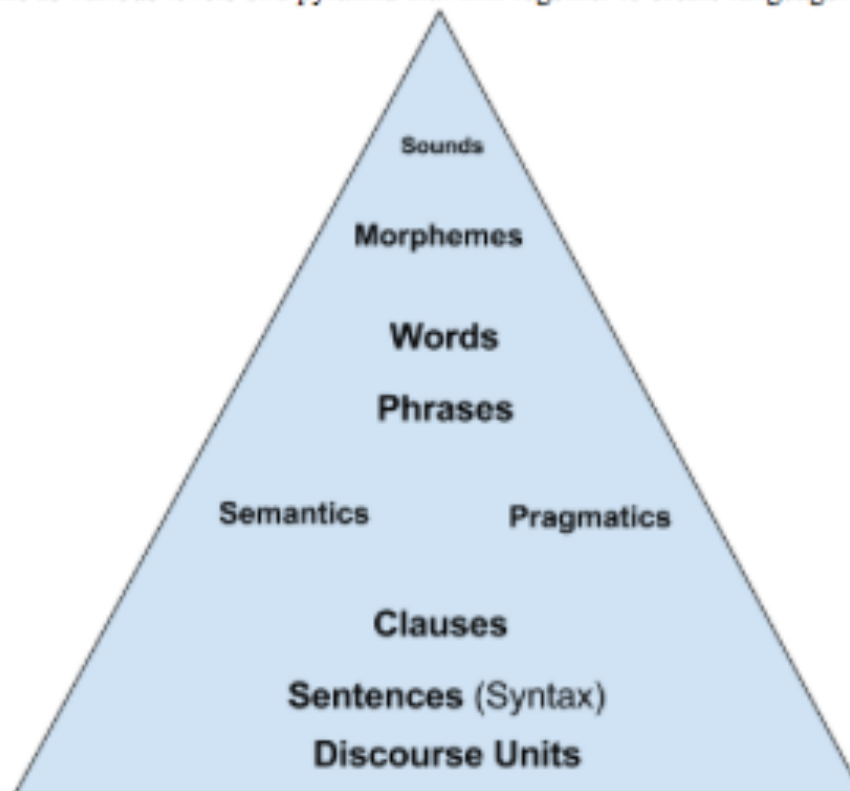 Sounds
Morphemes
Words
Phrases
Semantics Pragmatics
Clauses
Sentences (Syntax)
Discourse Units